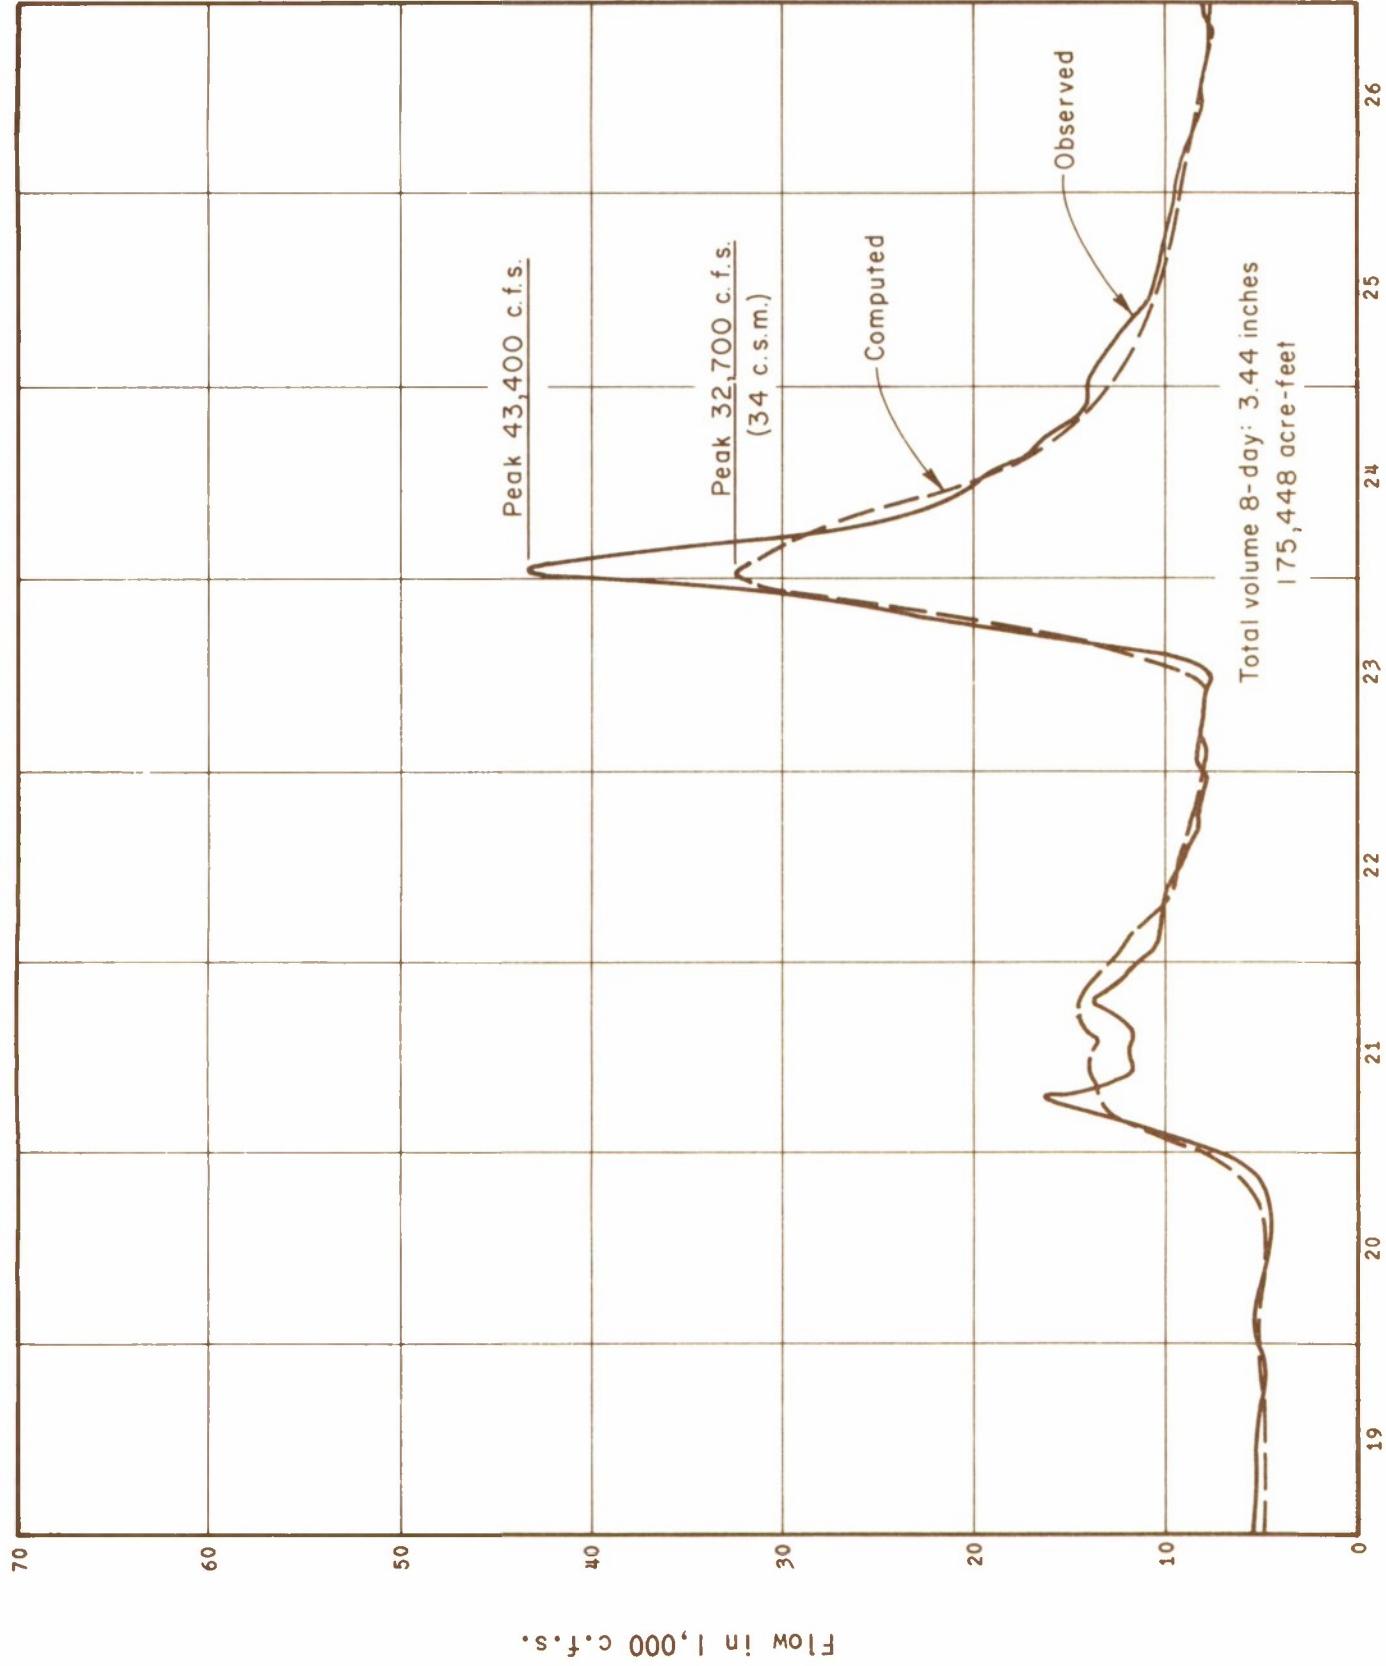 Flow in 1,000 c.f.s.
70
60
50
40
30
20
10
0
Peak 43,400 c.f.s.
Peak 32,700 c.f.s.
(34 c.s.m.)
Computed
Observed
Total volume 8-day: 3.44 inches
175,448 acre-feet
19
20
21
22
23
24
25
26